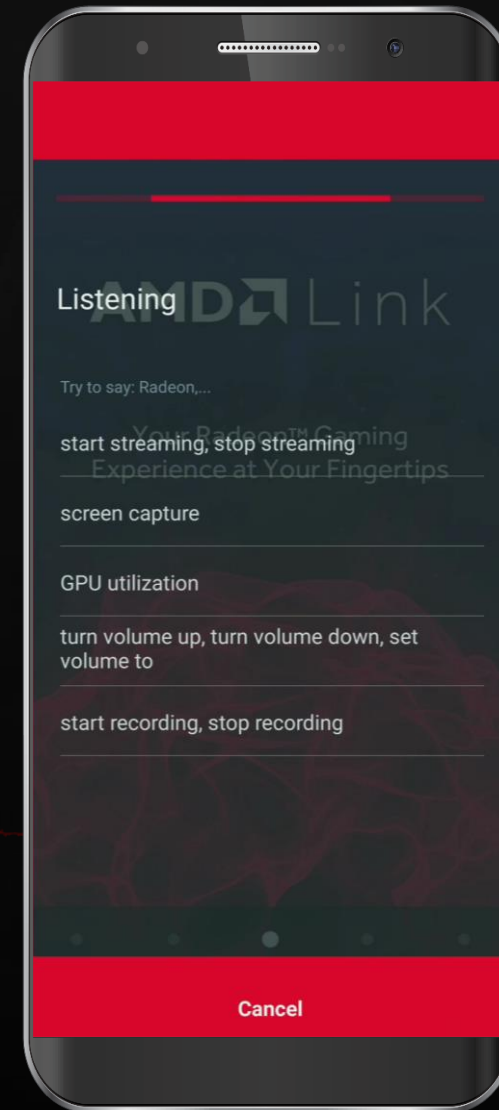 Listening
AMD Link
Try to say: Radeon,...
Your Radeon™ Gaming
start streaming, stop streaming
Experience at Your Fingertips
screen capture
GPU utilization
turn volume up, turn volume down, set
volume to
start recording, stop recording
Cancel